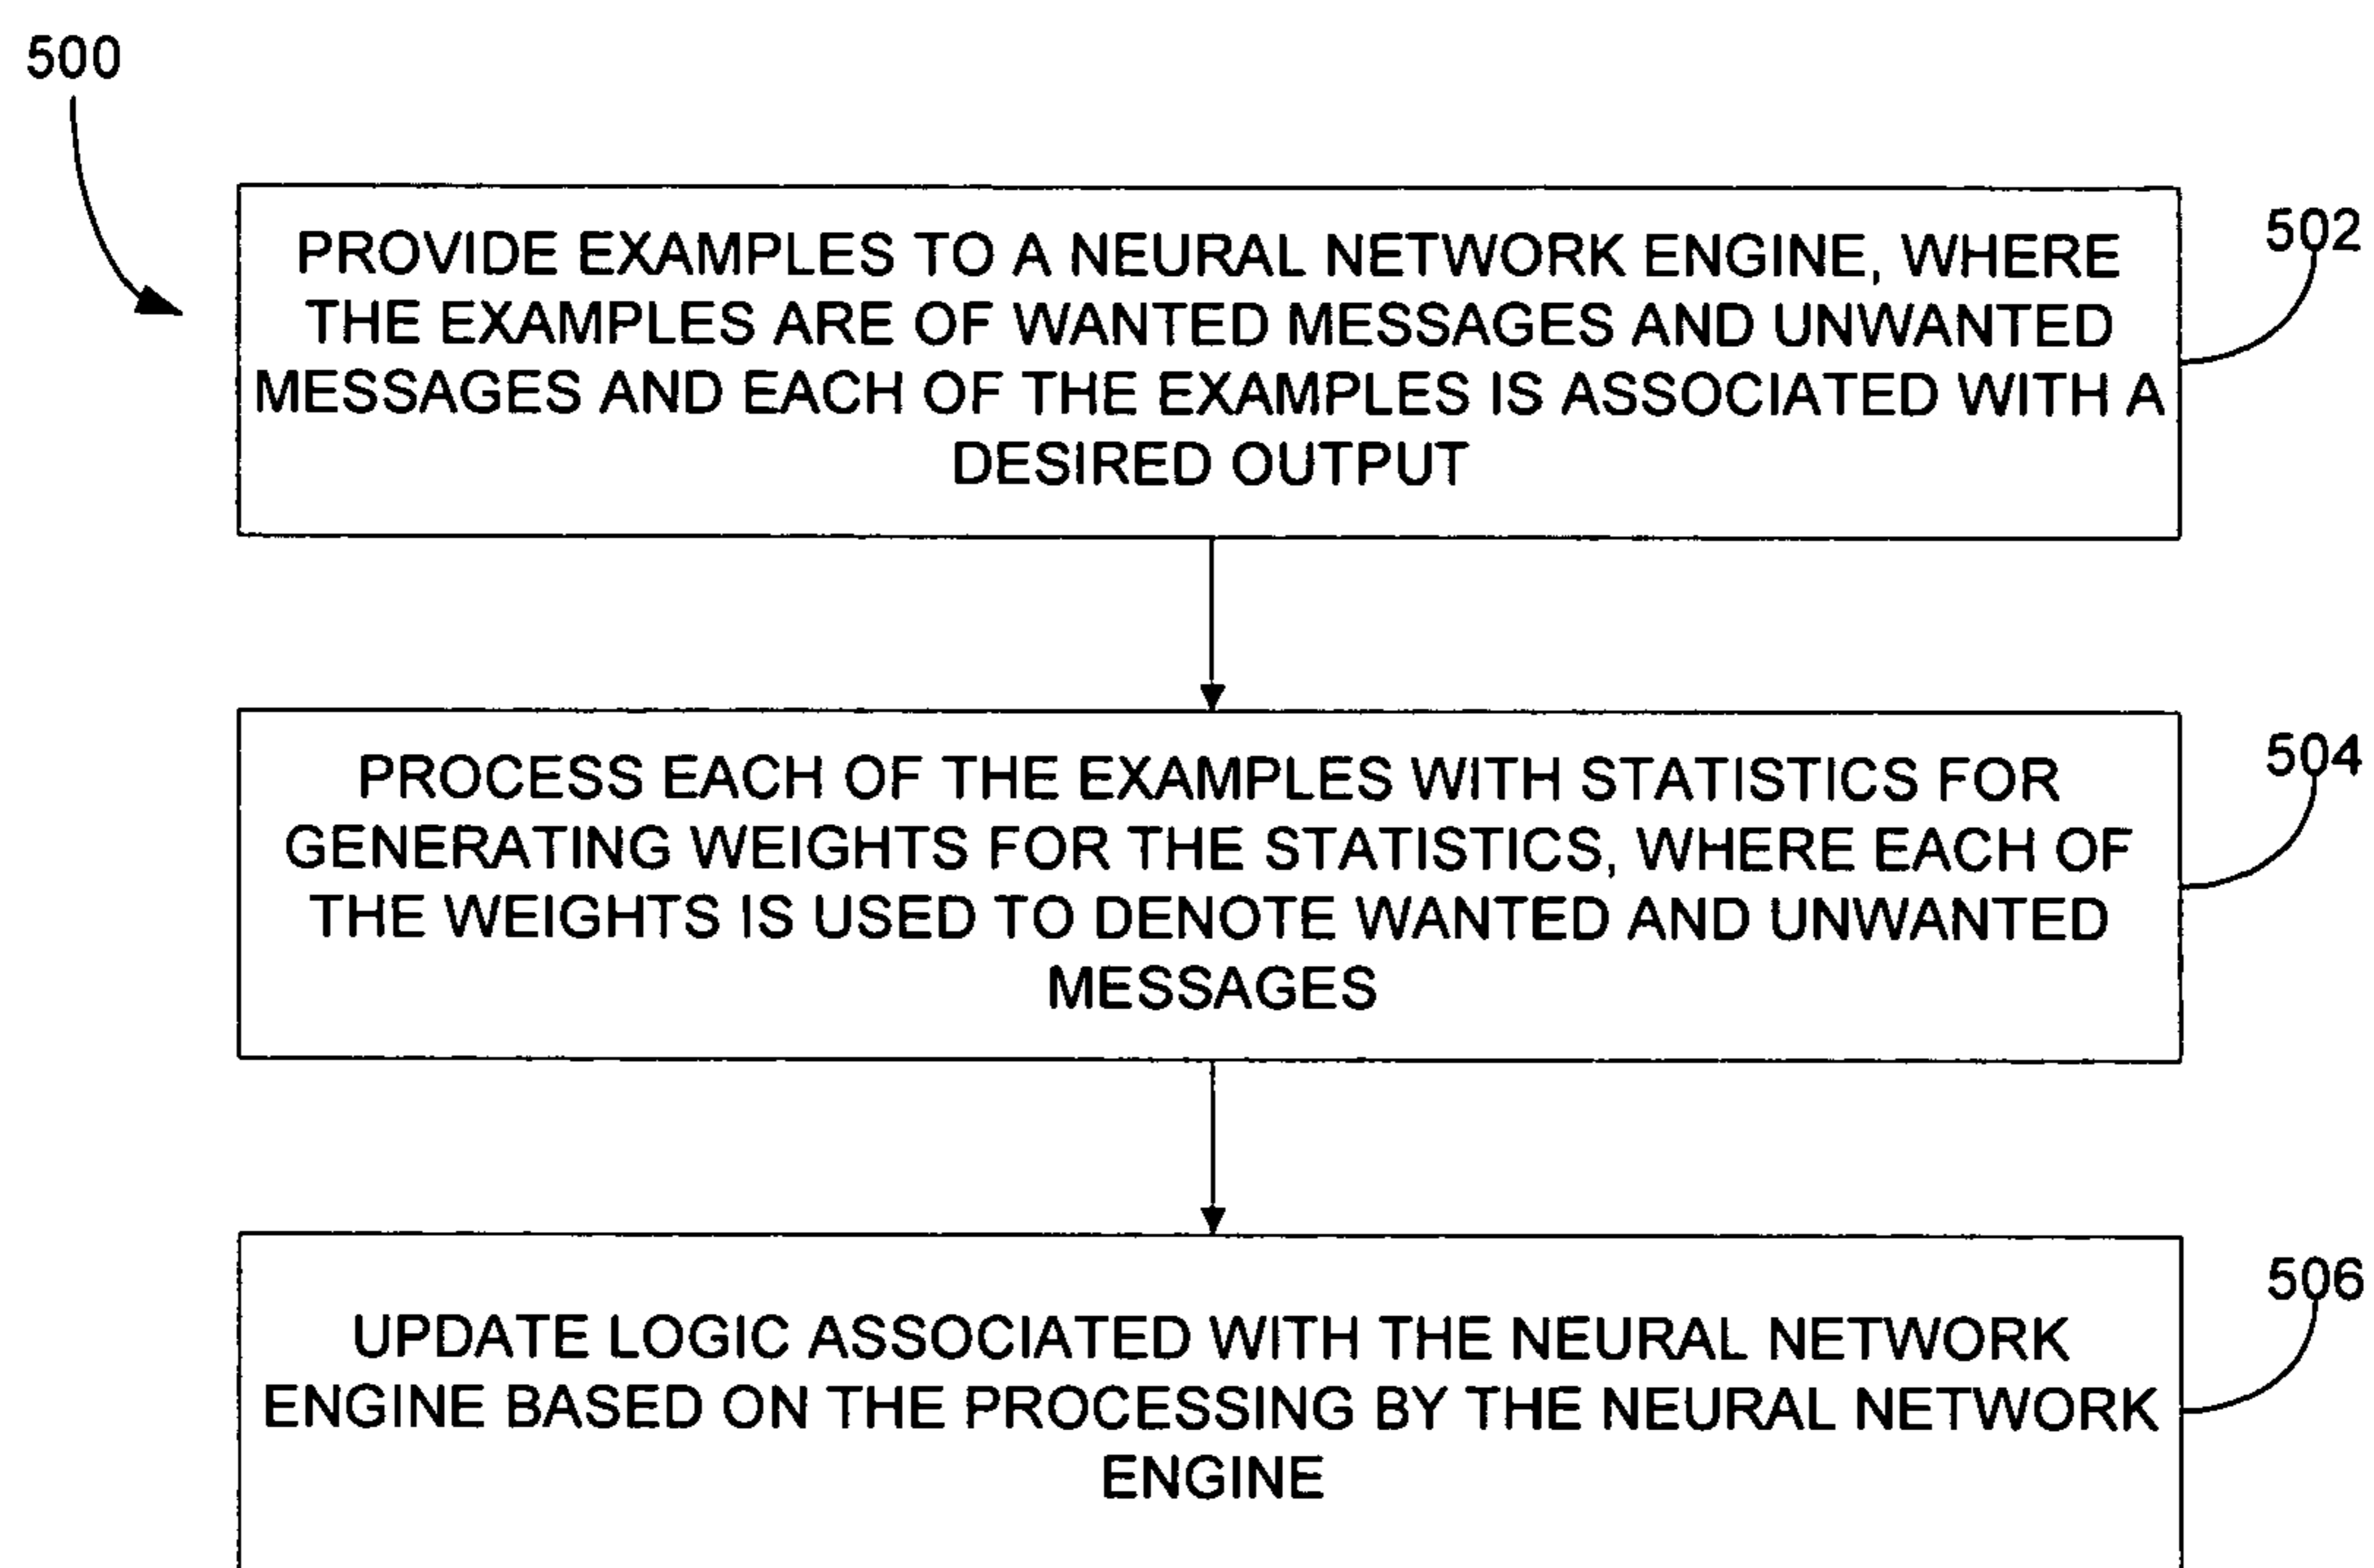 500
502
PROVIDE EXAMPLES TO A NEURAL NETWORK ENGINE, WHERE
THE EXAMPLES ARE OF WANTED MESSAGES AND UNWANTED
MESSAGES AND EACH OF THE EXAMPLES IS ASSOCIATED WITH A
DESIRED OUTPUT
504
PROCESS EACH OF THE EXAMPLES WITH STATISTICS FOR
GENERATING WEIGHTS FOR THE STATISTICS, WHERE EACH OF
THE WEIGHTS IS USED TO DENOTE WANTED AND UNWANTED
MESSAGES
506
UPDATE LOGIC ASSOCIATED WITH THE NEURAL NETWORK
ENGINE BASED ON THE PROCESSING BY THE NEURAL NETWORK
ENGINE